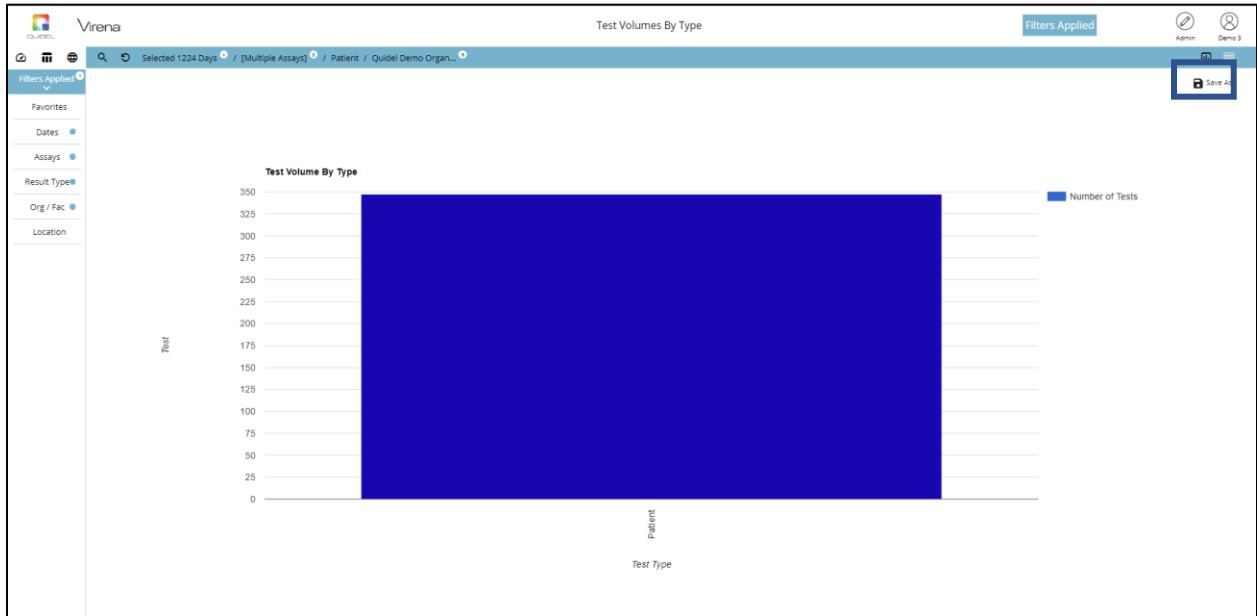 QUIDEL
Virena
Test Volumes By Type
Filters Applied
Admin
Demo 3
Selected 1224 Days / [Multiple Assays] / Patient / Quidel Demo Organ...
Filters Applied
Save As
Favorites
Dates
Assays
Result Type
Org / Fac
Location
Test Volume By Type
350
325
300
275
250
225
200
175
150
125
100
75
50
25
0
Test
Number of Tests
Patient
Test Type